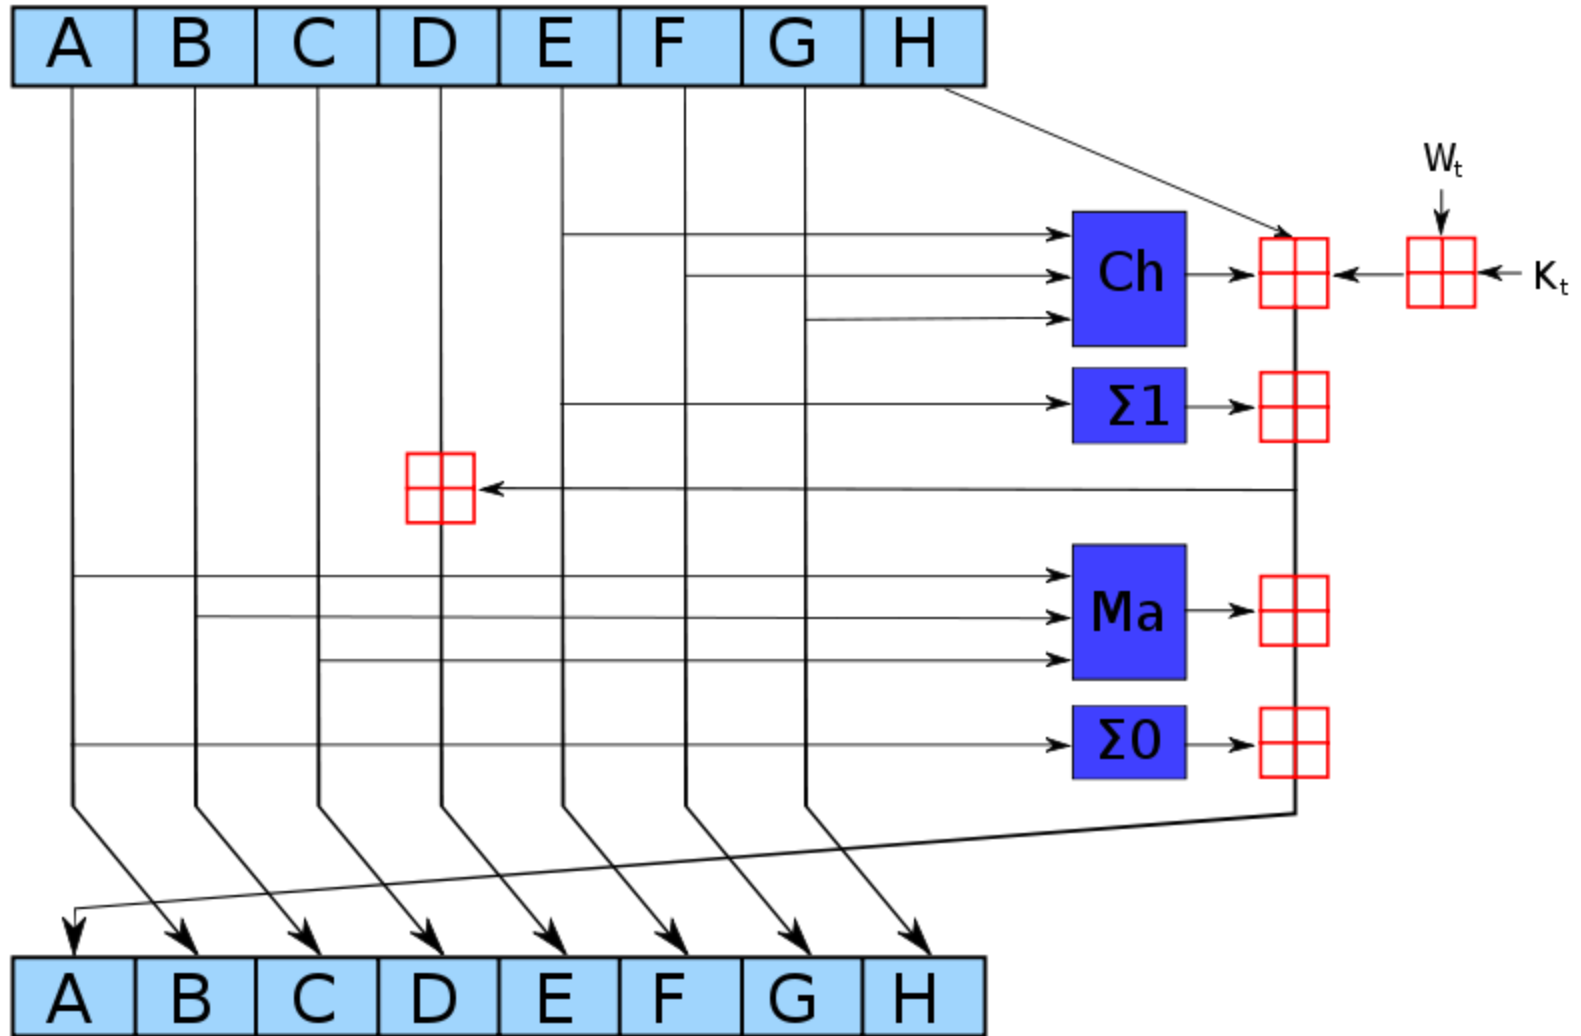 A B C D E F G H
Wt
Ch
Kt
Σ1
Ma
Σ0
A B C D E F G H